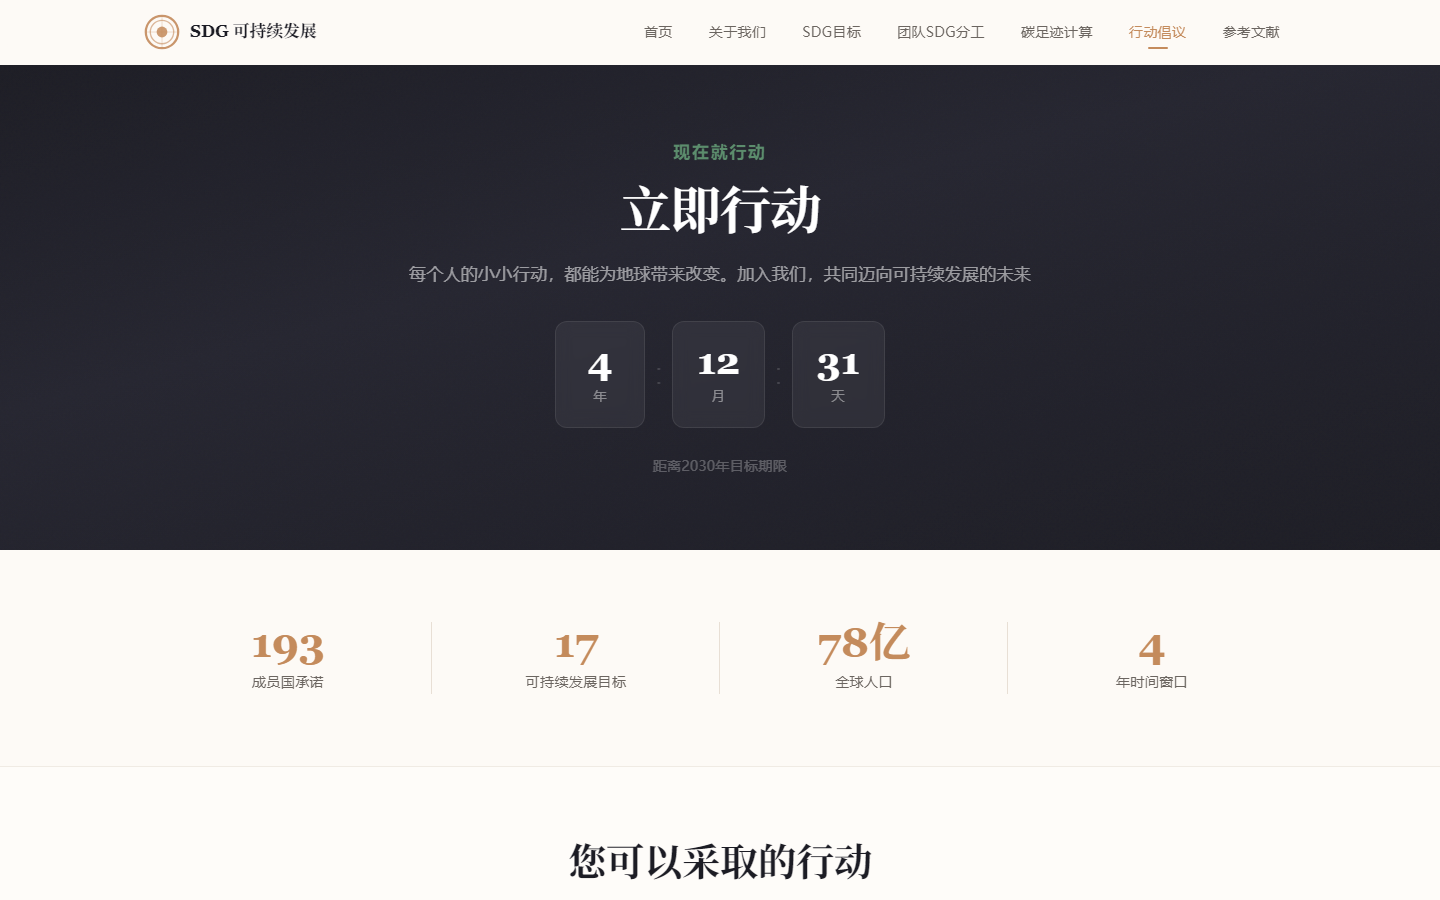 SDG 可持续发展
首页 关于我们 SDG目标 团队SDG分工 碳足迹计算 行动倡议 参考文献
现在就行动
立即行动
每个人的小小行动，都能为地球带来改变。加入我们，共同迈向可持续发展的未来
4 : 12 : 31
年 月 天
距离2030年目标期限
193 17 78亿 4
成员国承诺 可持续发展目标 全球人口 年时间窗口
您可以采取的行动